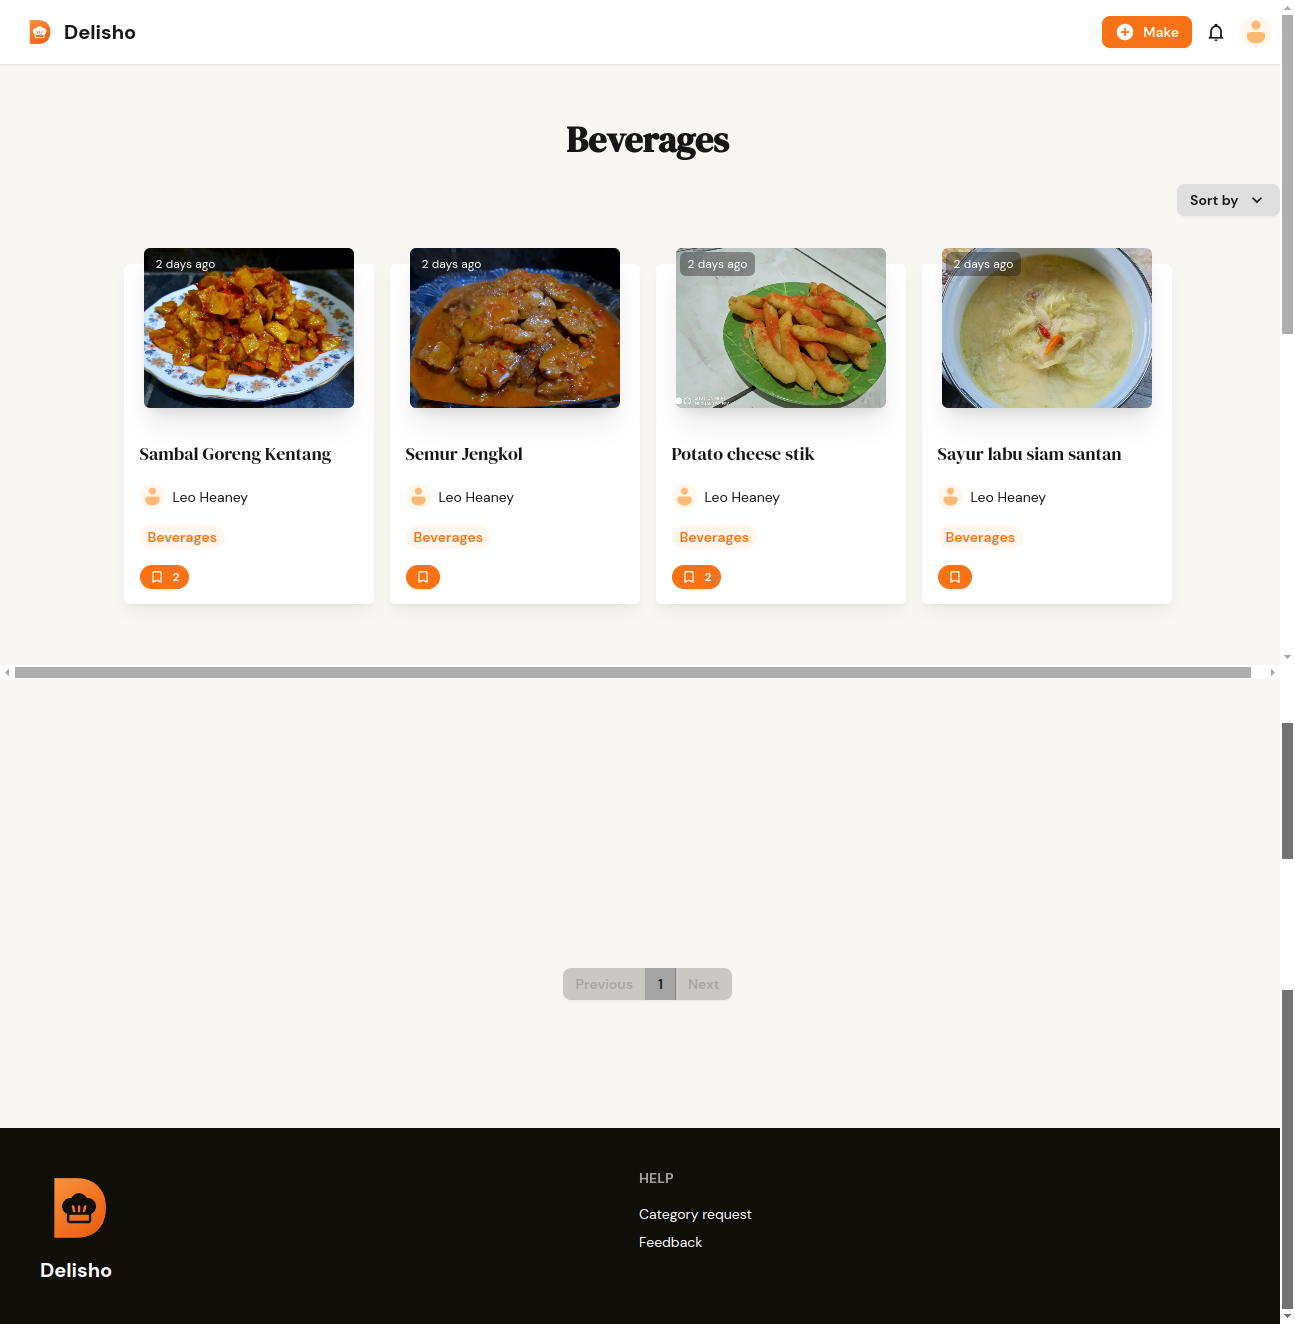 Delisho
Make
Beverages
Sort by
2 days ago
2 days ago
2 days ago
2 days ago
Sambal Goreng Kentang
Semur Jengkol
Potato cheese stik
Sayur labu siam santan
Leo Heaney
Leo Heaney
Leo Heaney
Leo Heaney
Beverages
Beverages
Beverages
Beverages
2
2
Previous
1
Next
Delisho
HELP
Category request
Feedback